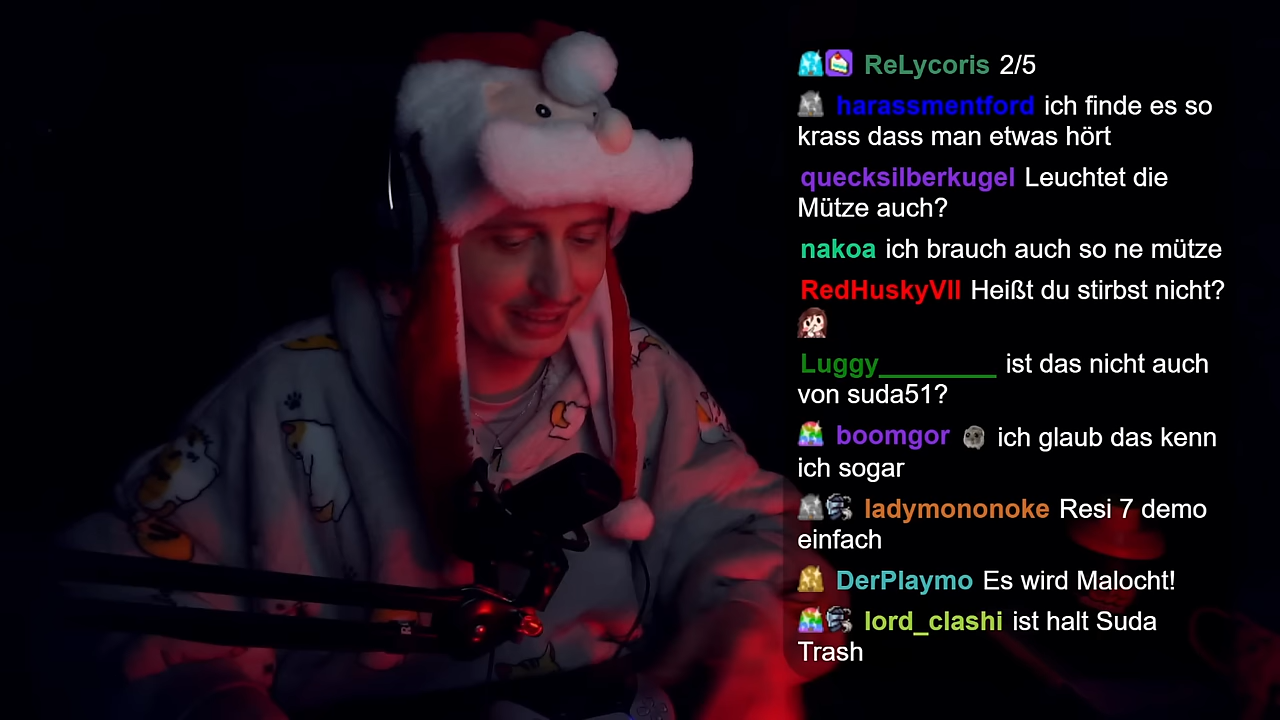 ReLycoris 2/5
harassmentford ich finde es so
krass dass man etwas hört
quecksilberkugel Leuchtet die
Mütze auch?
nakoa ich brauch auch so ne mütze
RedHuskyVII Heißt du stirbst nicht?
Luggy________ ist das nicht auch
von suda51?
boomgor ich glaub das kenn
ich sogar
ladymononoke Resi 7 demo
einfach
DerPlaymo Es wird Malocht!
lord_clashi ist halt Suda
Trash